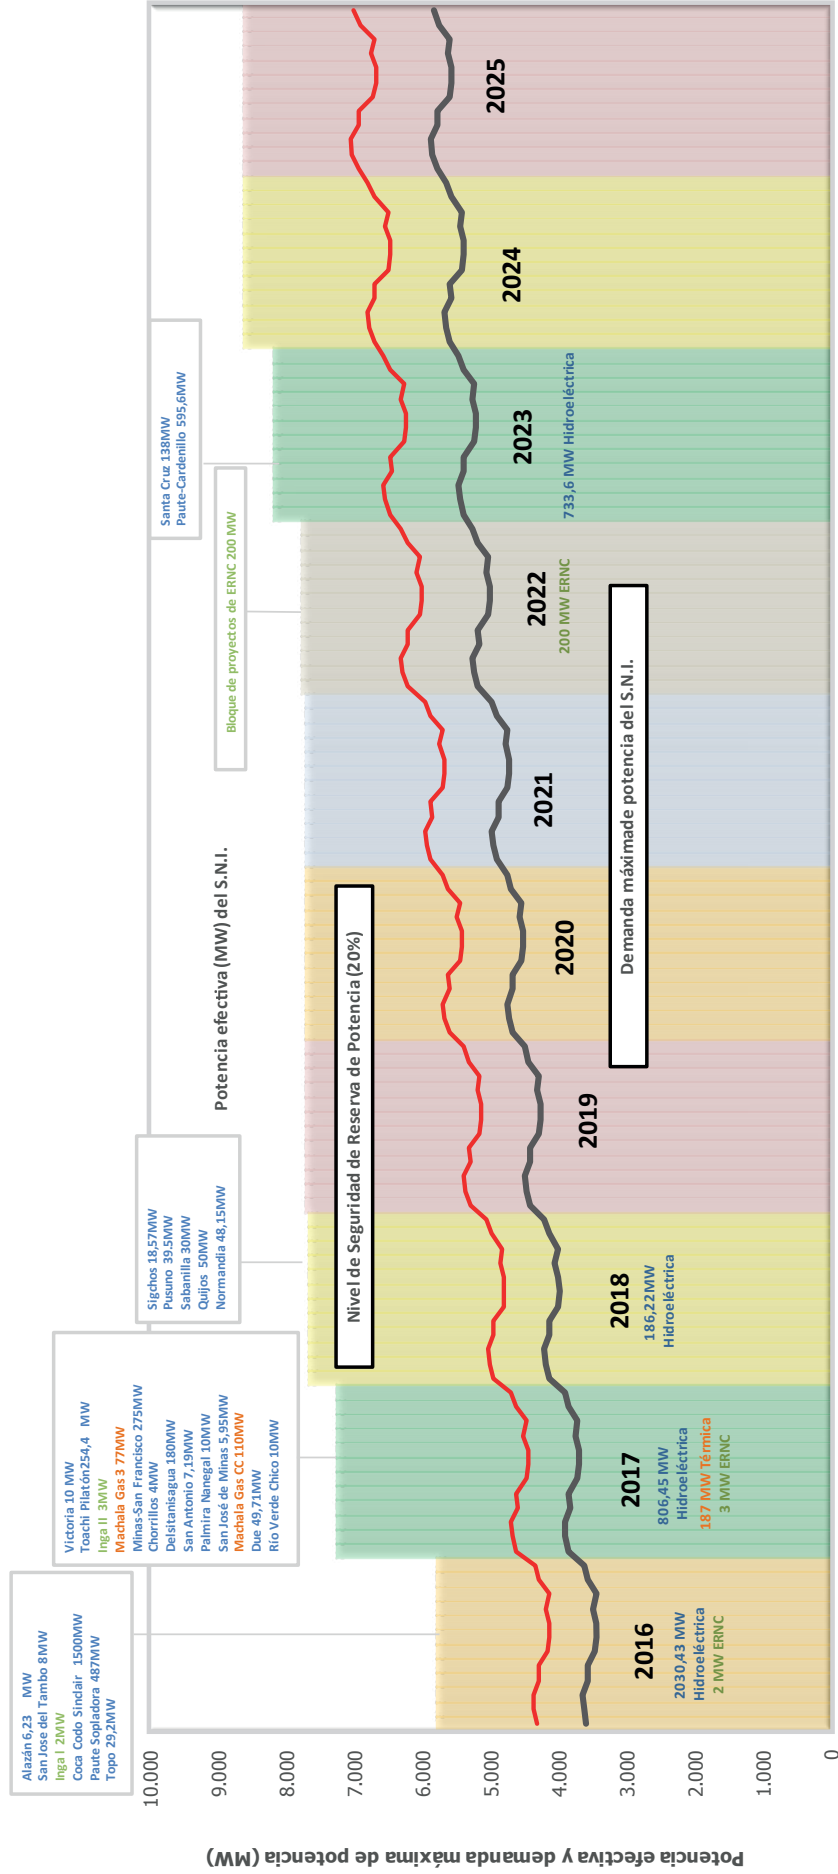 Alazán 6,23 MW
San Jose del Tambo 8MW
Inga I 2MW
Coca Codo Sinclair 1500MW
Paute Sopladora 487MW
Topo 29,2MW
Victoria 10 MW
Toachi Pilatón254,4 MW
Inga II 3MW
Machala Gas 3 77MW
Minas-San Francisco 275MW
Chorrillos 4MW
Delsitanisagua 180MW
San Antonio 7,19MW
Palmira Nanegal 10MW
San José de Minas 5,95MW
Machala Gas CC 110MW
Due 49,71MW
Río Verde Chico 10MW
Sigchos 18,57MW
Pusuno 39.5MW
Sabanilla 30MW
Quijos 50MW
Normandia 48,15MW
Potencia efectiva (MW) del S.N.I.
Bloque de proyectos de ERNC 200 MW
Santa Cruz 138MW
Paute-Cardenillo 595,6MW
Nivel de Seguridad de Reserva de Potencia (20%)
Demanda máximade potencia del S.N.I.
2016
2030,43 MW
Hidroeléctrica
2 MW ERNC
2017
806,45 MW
Hidroeléctrica
187 MW Térmica
3 MW ERNC
2018
186,22MW
Hidroeléctrica
2019
2020
2021
2022
200 MW ERNC
2023
733,6 MW Hidroeléctrica
2024
2025
10.000
9.000
8.000
7.000
6.000
5.000
4.000
3.000
2.000
1.000
0
Potencia efectiva y demanda máxima de potencia (MW)